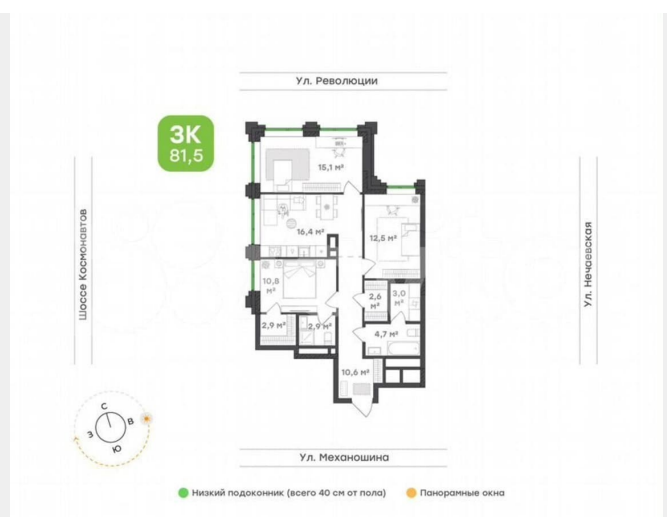 Ул. Революции
3К
81,5
15,1 м²
16,4 м²
12,5 м²
10,5
м²
2,6
м²
3,0
м²
2,9 м²
2,9 м²
4,7 м²
10,6 м²
Шоссе Космонавтов
Ул. Нечаевская
С
В
З
Ю
Ул. Механошина
Низкий подоконник (всего 40 см от пола)
Панорамные окна